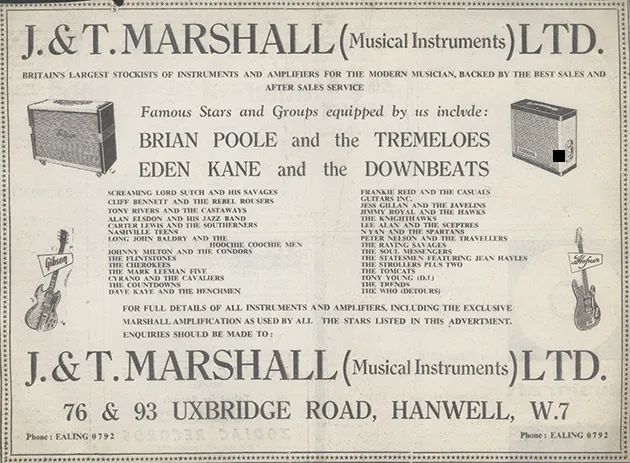 J. & T. MARSHALL (Musical Instruments) LTD.
BRITAIN'S LARGEST STOCKISTS OF INSTRUMENTS AND AMPLIFIERS FOR THE MODERN MUSICIAN, BACKED BY THE BEST SALES AND
AFTER SALES SERVICE
Famous Stars and Groups equipped by us inclvde:
BRIAN POOLE and the TREMELOES
EDEN KANE and the DOWNBEATS
SCREAMING LORD SUTCH AND HIS SAVAGES
CLIFF BENNETT AND THE REBEL ROUSERS
TONY RIVERS AND THE CASTAWAYS
ALAN ELSDON AND HIS JAZZ BAND
CARTER LEWIS AND THE SOUTHERNERS
NASHVILLE TEENS
LONG JOHN BALDRY AND THE
HOOCHIE COOCHIE MEN
JOHNNY MILTON AND THE CONDORS
THE FLINTSTONES
THE CHEROKEES
THE MARK LEEMAN FIVE
CYRANO AND THE CAVALIERS
THE COUNTDOWNS
DAVE KAYE AND THE HENCHMEN
FRANKIE REID AND THE CASUALS
GUITARS INC.
JESS GILLAN AND THE JAVELINS
JIMMY ROYAL AND THE HAWKS
THE KNIGHTHAWKS
LEE ALAN AND THE SCEPTRES
AND THE SPARTANS
PETER NELSON AND THE TRAVELLERS
THE RAVING SAVAGES
THE SOUL MESSENGERS
THE STATESMEN FEATURING JEAN HAYLES
THE STROLLERS PLUS TWO
THE TOMCATS
TONY YOUNG (D.J.)
THE TRENDS
THE WHO (DETOURS)
Gibson
Hofner
FOR FULL DETAILS OF ALL INSTRUMENTS AND AMPLIFIERS, INCLUDING THE EXCLUSIVE
MARSHALL AMPLIFICATION AS USED BY ALL THE STARS LISTED IN THIS ADVERTMENT.
ENQUIRIES SHOULD BE MADE TO :
J. & T. MARSHALL (Musical Instruments) LTD.
76 & 93 UXBRIDGE ROAD, HANWELL, W.7
Phone : EALING 0792
Phone : EALING 0792